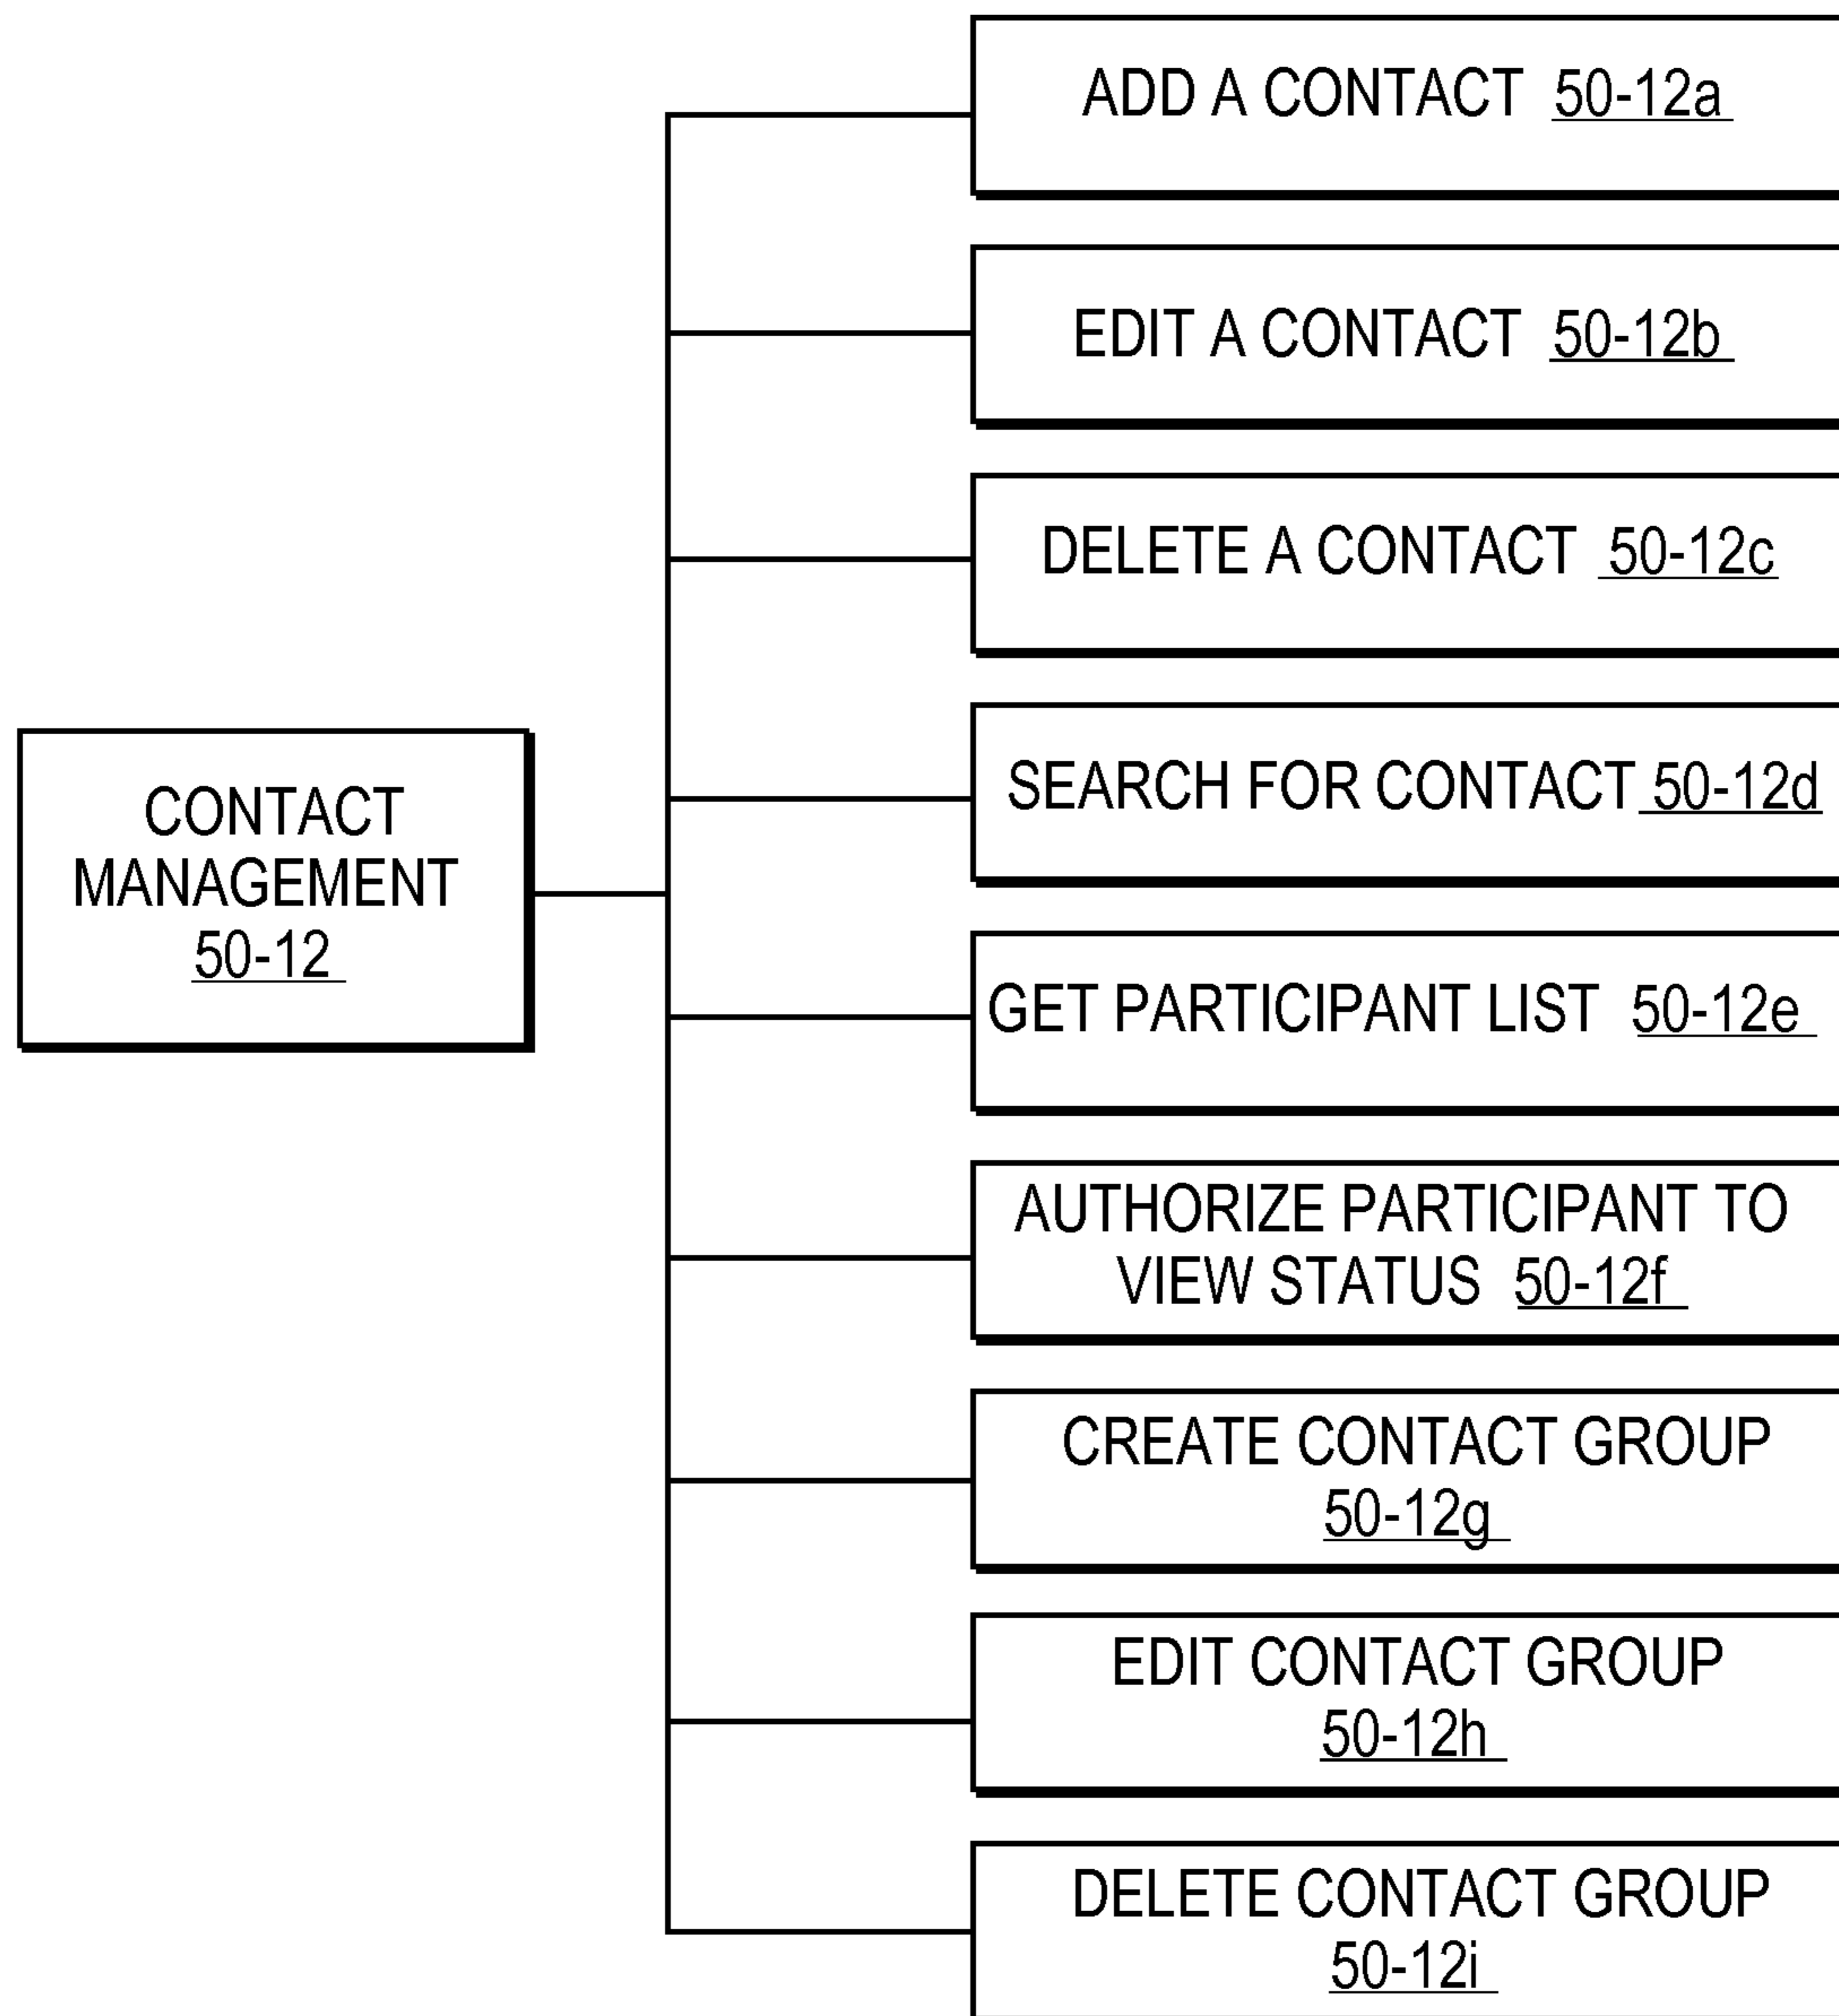 ADD A CONTACT 50-12a
EDIT A CONTACT 50-12b
DELETE A CONTACT 50-12c
SEARCH FOR CONTACT 50-12d
CONTACT
MANAGEMENT
50-12
GET PARTICIPANT LIST 50-12e
AUTHORIZE PARTICIPANT TO
VIEW STATUS 50-12f
CREATE CONTACT GROUP
50-12g
EDIT CONTACT GROUP
50-12h
DELETE CONTACT GROUP
50-12i